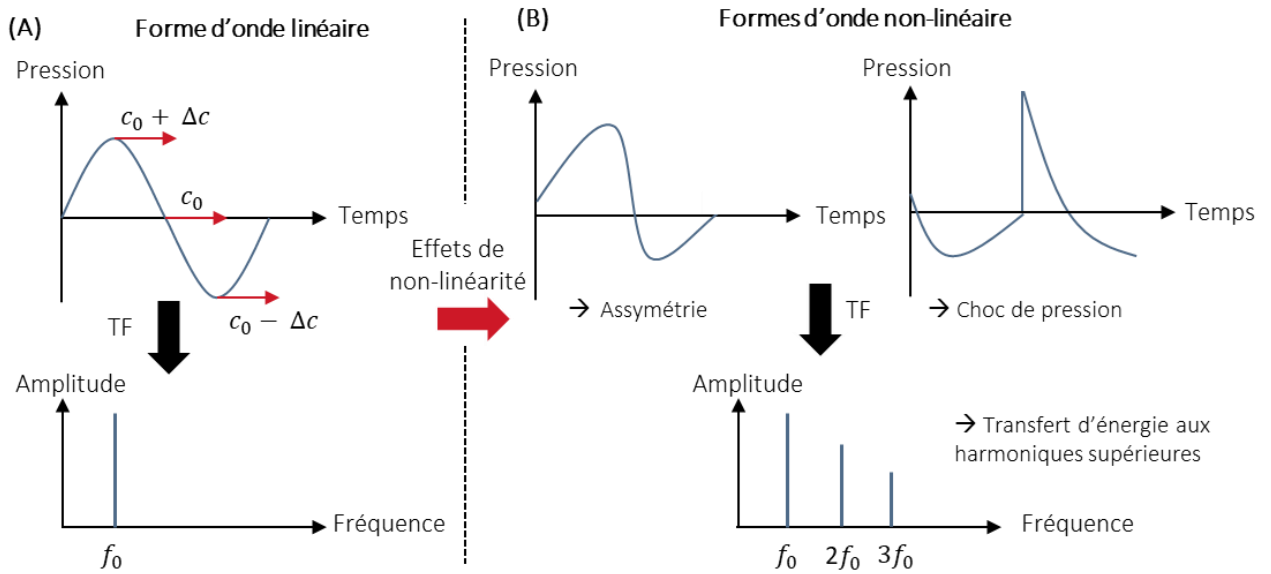 (A)
Forme d'onde linéaire
Pression
𝑐₀ + Δ𝑐
𝑐₀
Temps
𝑐₀ − Δ𝑐
TF
Amplitude
Fréquence
𝑓₀
Effets de
non-linéarité
(B)
Formes d'onde non-linéaire
Pression
Temps
→ Assymétrie
Pression
Temps
→ Choc de pression
TF
Amplitude
→ Transfert d'énergie aux
harmoniques supérieures
Fréquence
𝑓₀ 2𝑓₀ 3𝑓₀